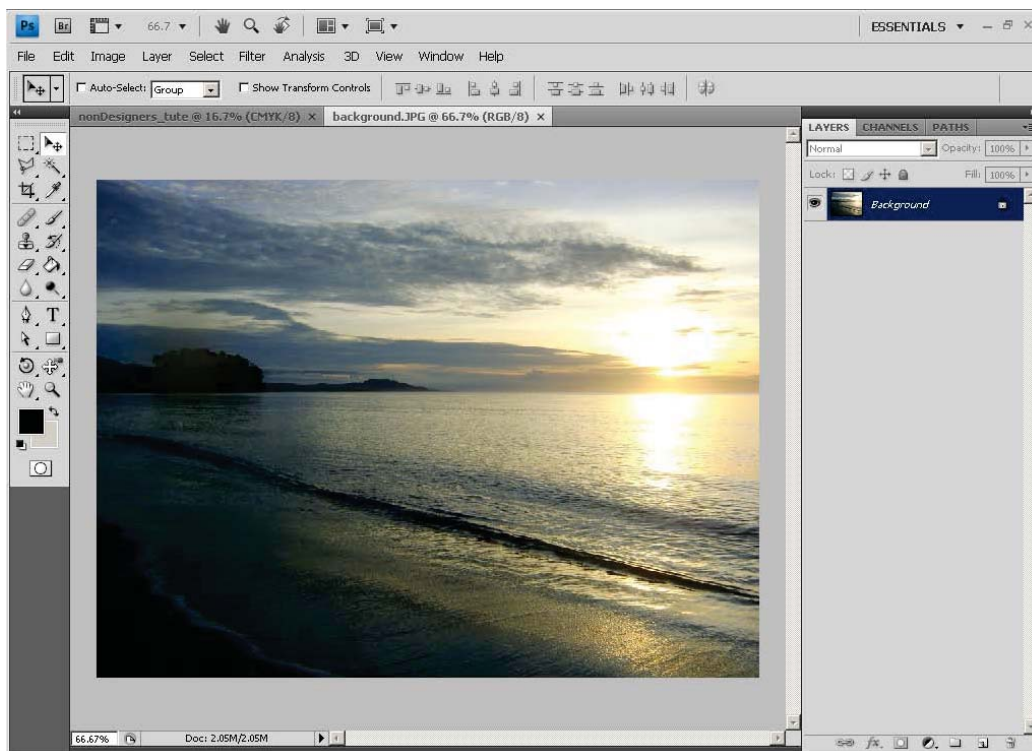 Ps Br 66.7 ESSENTIALS
File Edit Image Layer Select Filter Analysis 3D View Window Help
Auto-Select: Group Show Transform Controls
nonDesigners_tute @ 16.7% (CMYK/8) × background.JPG @ 66.7% (RGB/8) ×
LAYERS CHANNELS PATHS
Normal Opacity: 100%
Lock: Fill: 100%
Background
T
66.67% Doc: 2.05M/2.05M
fx.